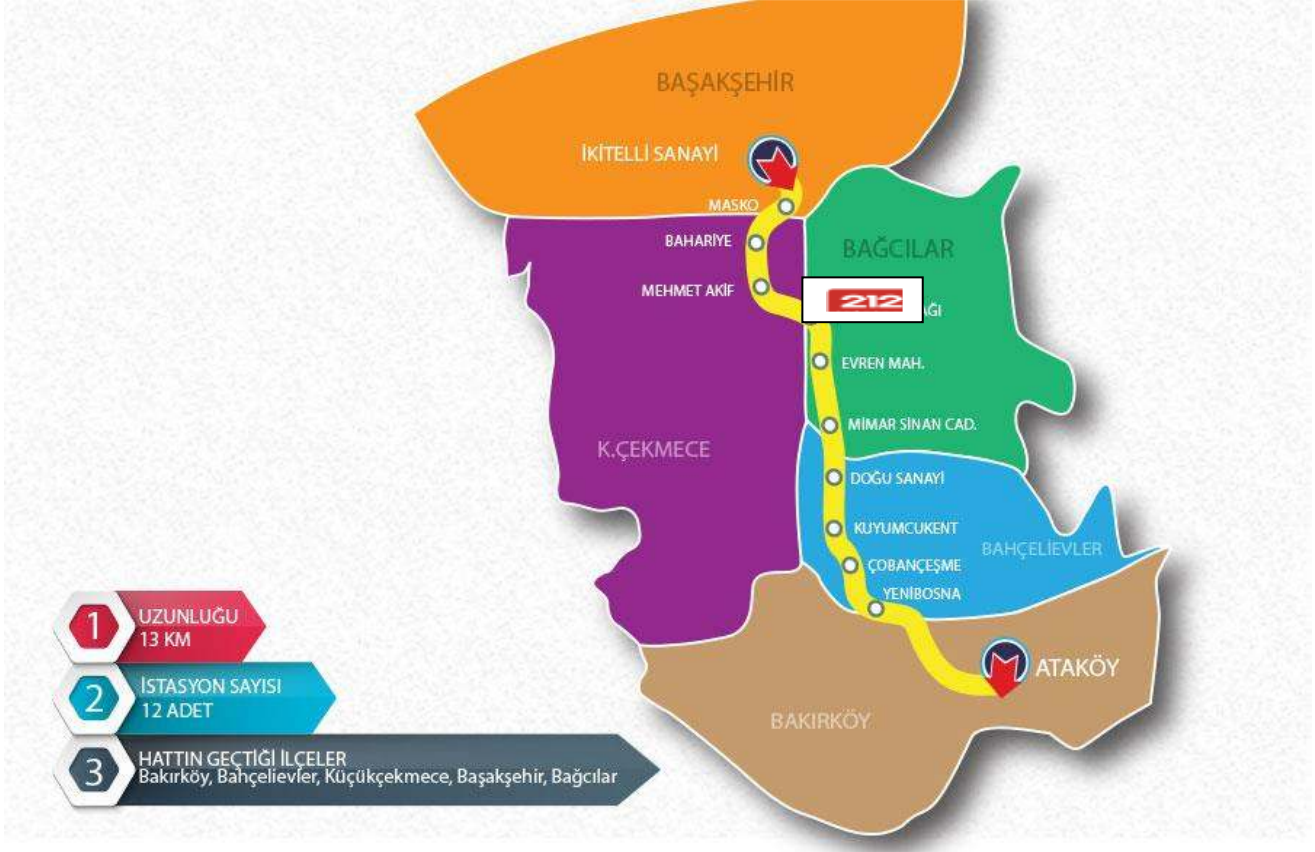 BAŞAKŞEHİR
İKİTELLİ SANAYİ
MASKO
BAHARİYE
BAĞCILAR
MEHMET AKİF
212
AĞI
EVREN MAH.
MİMAR SİNAN CAD.
K.ÇEKMECE
DOĞU SANAYİ
KUYUMCUKENT
BAHÇELİEVLER
ÇOBANÇEŞME
YENİBOSNA
ATAKÖY
BAKIRKÖY
1
UZUNLUĞU
13 KM
2
İSTASYON SAYISI
12 ADET
3
HATTIN GEÇTİĞİ İLÇELER
Bakırköy, Bahçelievler, Küçükçekmece, Başakşehir, Bağcılar